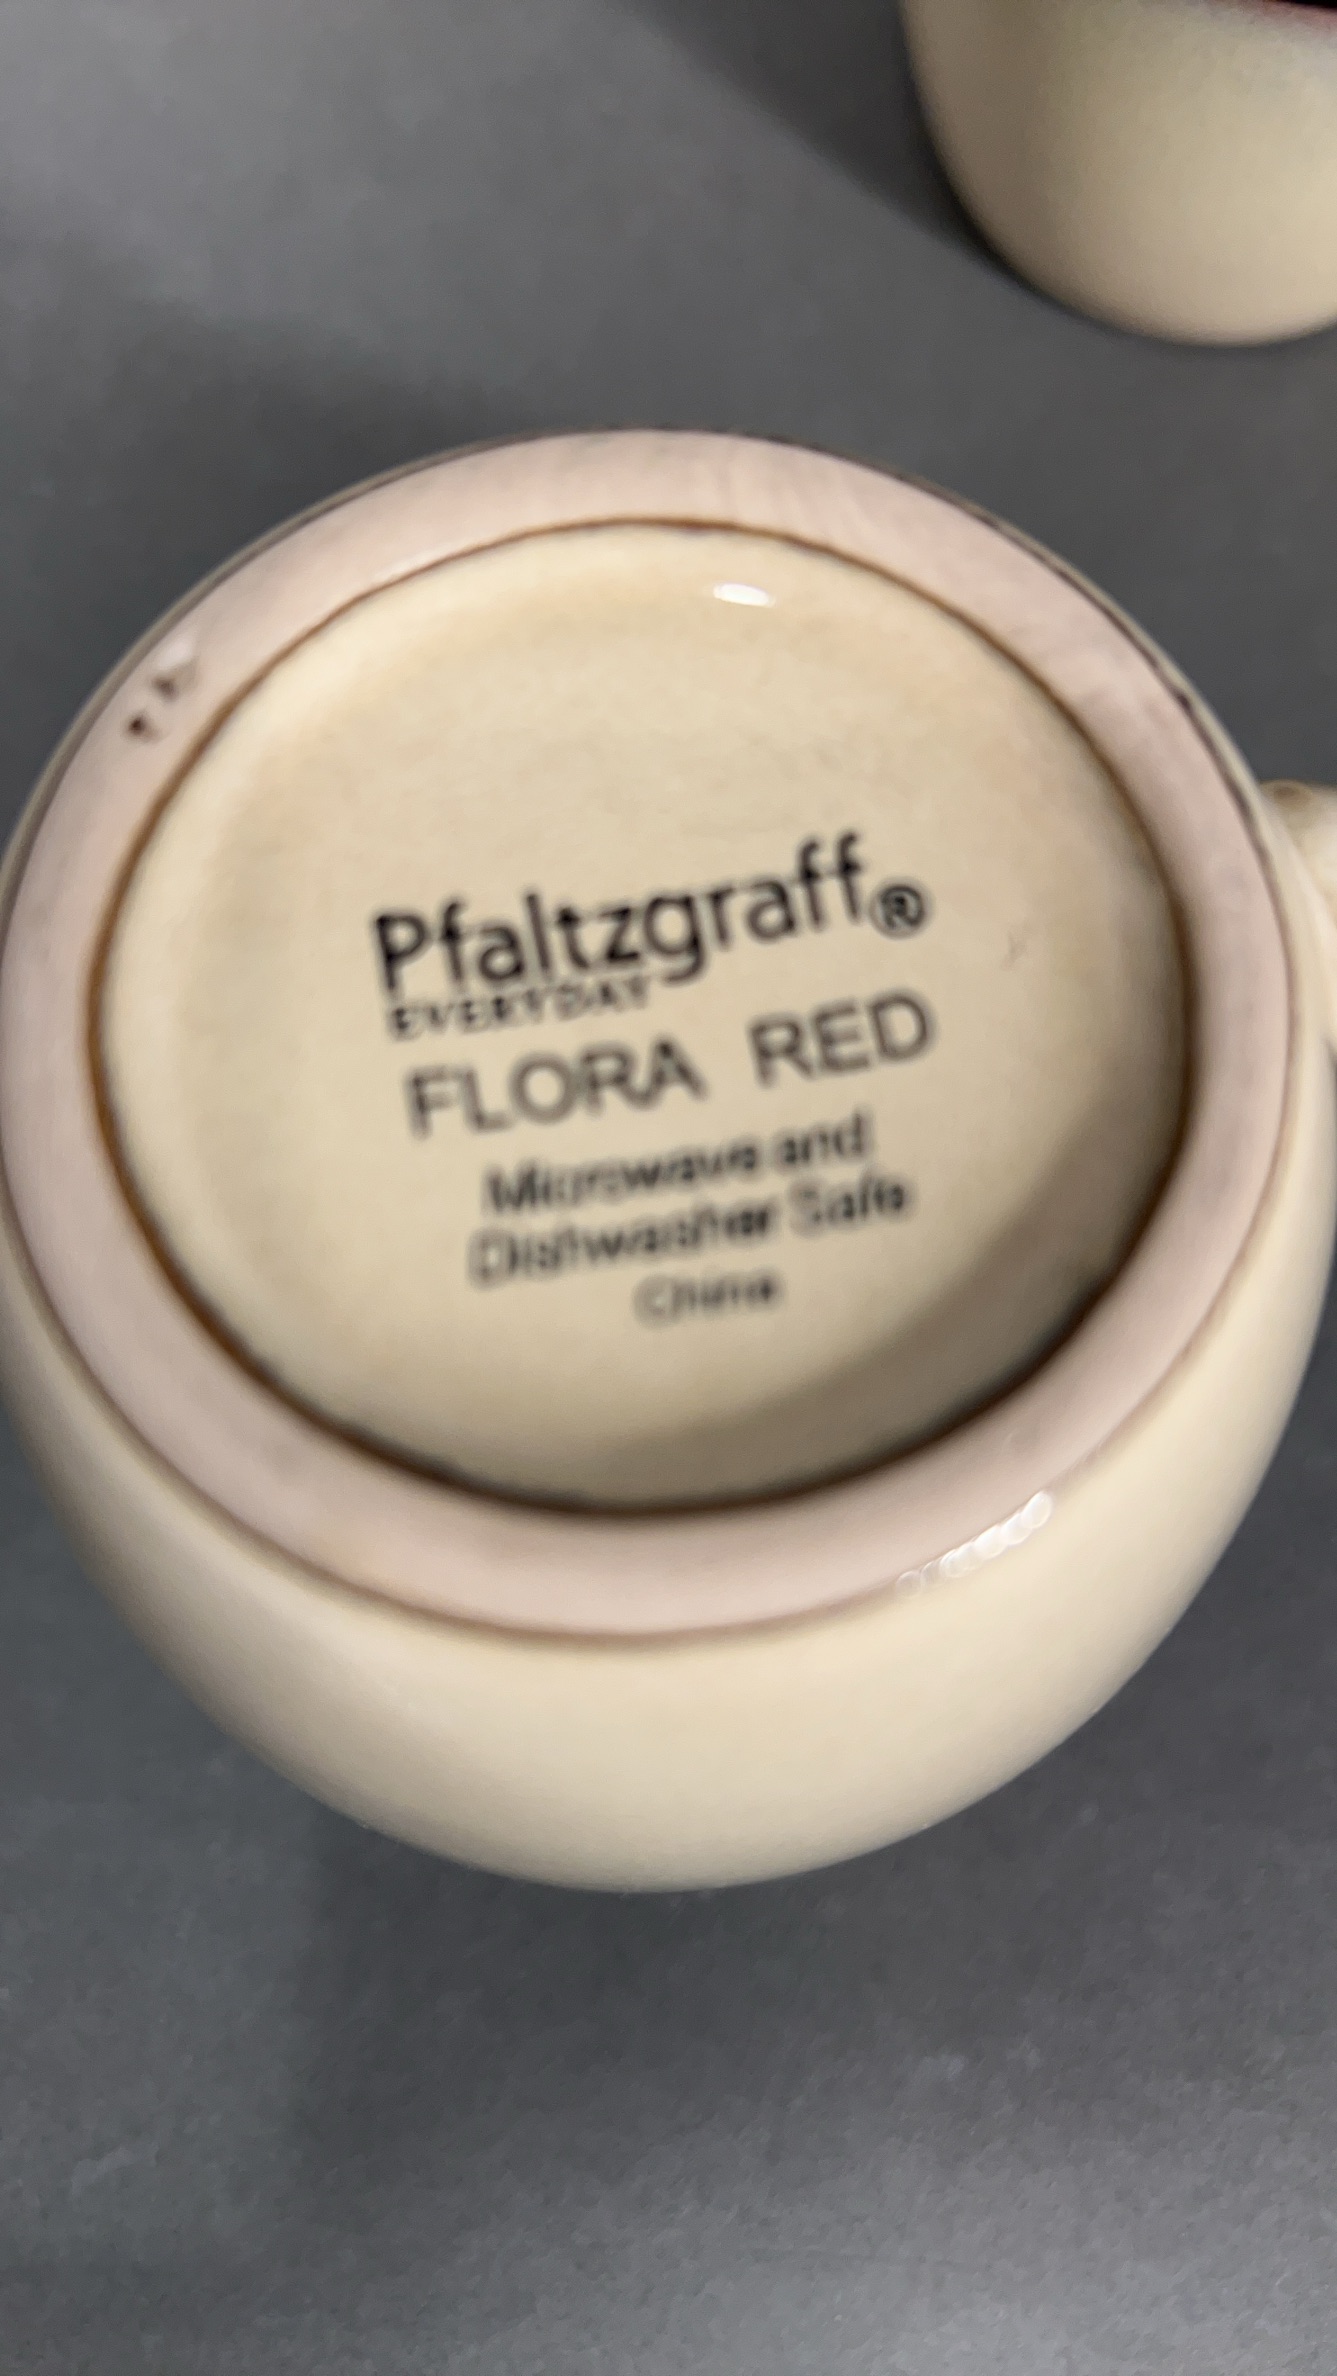 Pfaltzgraff®
EVERYDAY
FLORA RED
Microwave and
Dishwasher Safe
China